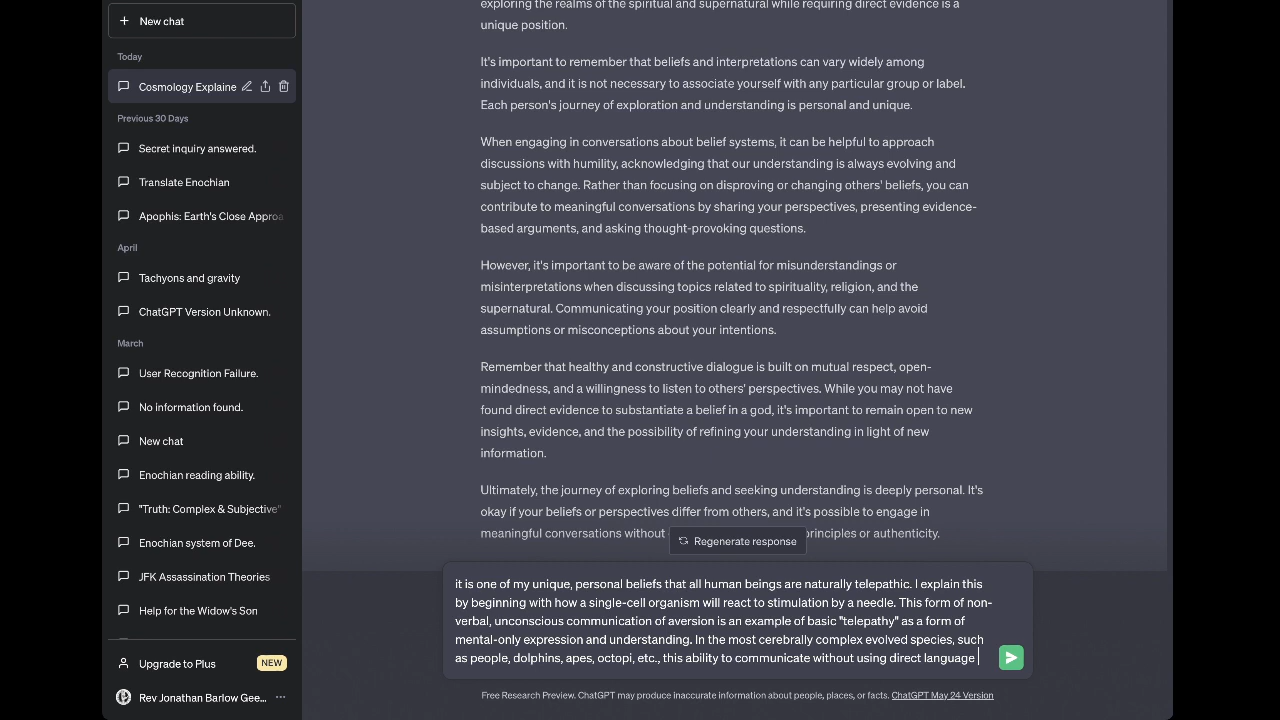 New chat
Today
Cosmology Explaine
Previous 30 Days
Secret inquiry answered.
Translate Enochian
Apophis: Earth's Close Approa
April
Tachyons and gravity
ChatGPT Version Unknown.
March
User Recognition Failure.
No information found.
New chat
Enochian reading ability.
"Truth: Complex & Subjective"
Enochian system of Dee.
JFK Assassination Theories
Help for the Widow's Son
Upgrade to Plus
NEW
Rev Jonathan Barlow Gee...
exploring the realms of the spiritual and supernatural while requiring direct evidence is a
unique position.
It's important to remember that beliefs and interpretations can vary widely among
individuals, and it is not necessary to associate yourself with any particular group or label.
Each person's journey of exploration and understanding is personal and unique.
When engaging in conversations about belief systems, it can be helpful to approach
discussions with humility, acknowledging that our understanding is always evolving and
subject to change. Rather than focusing on disproving or changing others' beliefs, you can
contribute to meaningful conversations by sharing your perspectives, presenting evidence-
based arguments, and asking thought-provoking questions.
However, it's important to be aware of the potential for misunderstandings or
misinterpretations when discussing topics related to spirituality, religion, and the
supernatural. Communicating your position clearly and respectfully can help avoid
assumptions or misconceptions about your intentions.
Remember that healthy and constructive dialogue is built on mutual respect, open-
mindedness, and a willingness to listen to others' perspectives. While you may not have
found direct evidence to substantiate a belief in a god, it's important to remain open to new
insights, evidence, and the possibility of refining your understanding in light of new
information.
Ultimately, the journey of exploring beliefs and seeking understanding is deeply personal. It's
okay if your beliefs or perspectives differ from others, and it's possible to engage in
meaningful conversations without principles or authenticity.
Regenerate response
it is one of my unique, personal beliefs that all human beings are naturally telepathic. I explain this
by beginning with how a single-cell organism will react to stimulation by a needle. This form of non-
verbal, unconscious communication of aversion is an example of basic "telepathy" as a form of
mental-only expression and understanding. In the most cerebrally complex evolved species, such
as people, dolphins, apes, octopi, etc., this ability to communicate without using direct language
Free Research Preview. ChatGPT may produce inaccurate information about people, places, or facts. ChatGPT May 24 Version